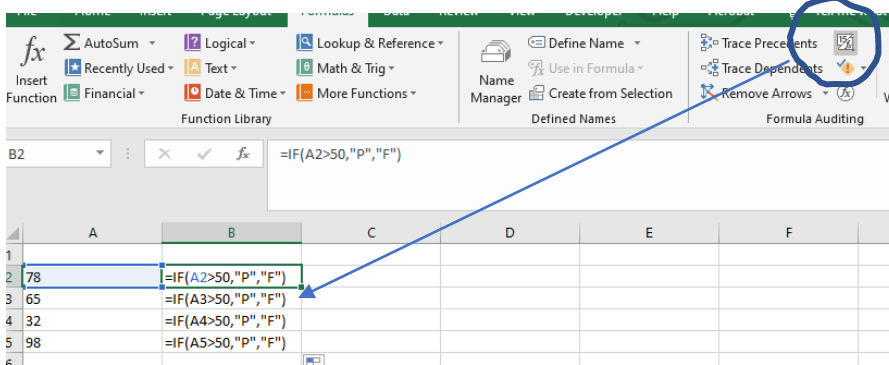 Formulas
fx AutoSum Logical Lookup & Reference Define Name Trace Precedents
Insert Function Recently Used Text Math & Trig Name Manager Use in Formula Trace Dependents
Financial Date & Time More Functions Create from Selection Remove Arrows fx
Function Library Defined Names Formula Auditing
B2 fx =IF(A2>50,"P","F")
A B C D E F
1
2 78 =IF(A2>50,"P","F")
3 65 =IF(A3>50,"P","F")
4 32 =IF(A4>50,"P","F")
5 98 =IF(A5>50,"P","F")